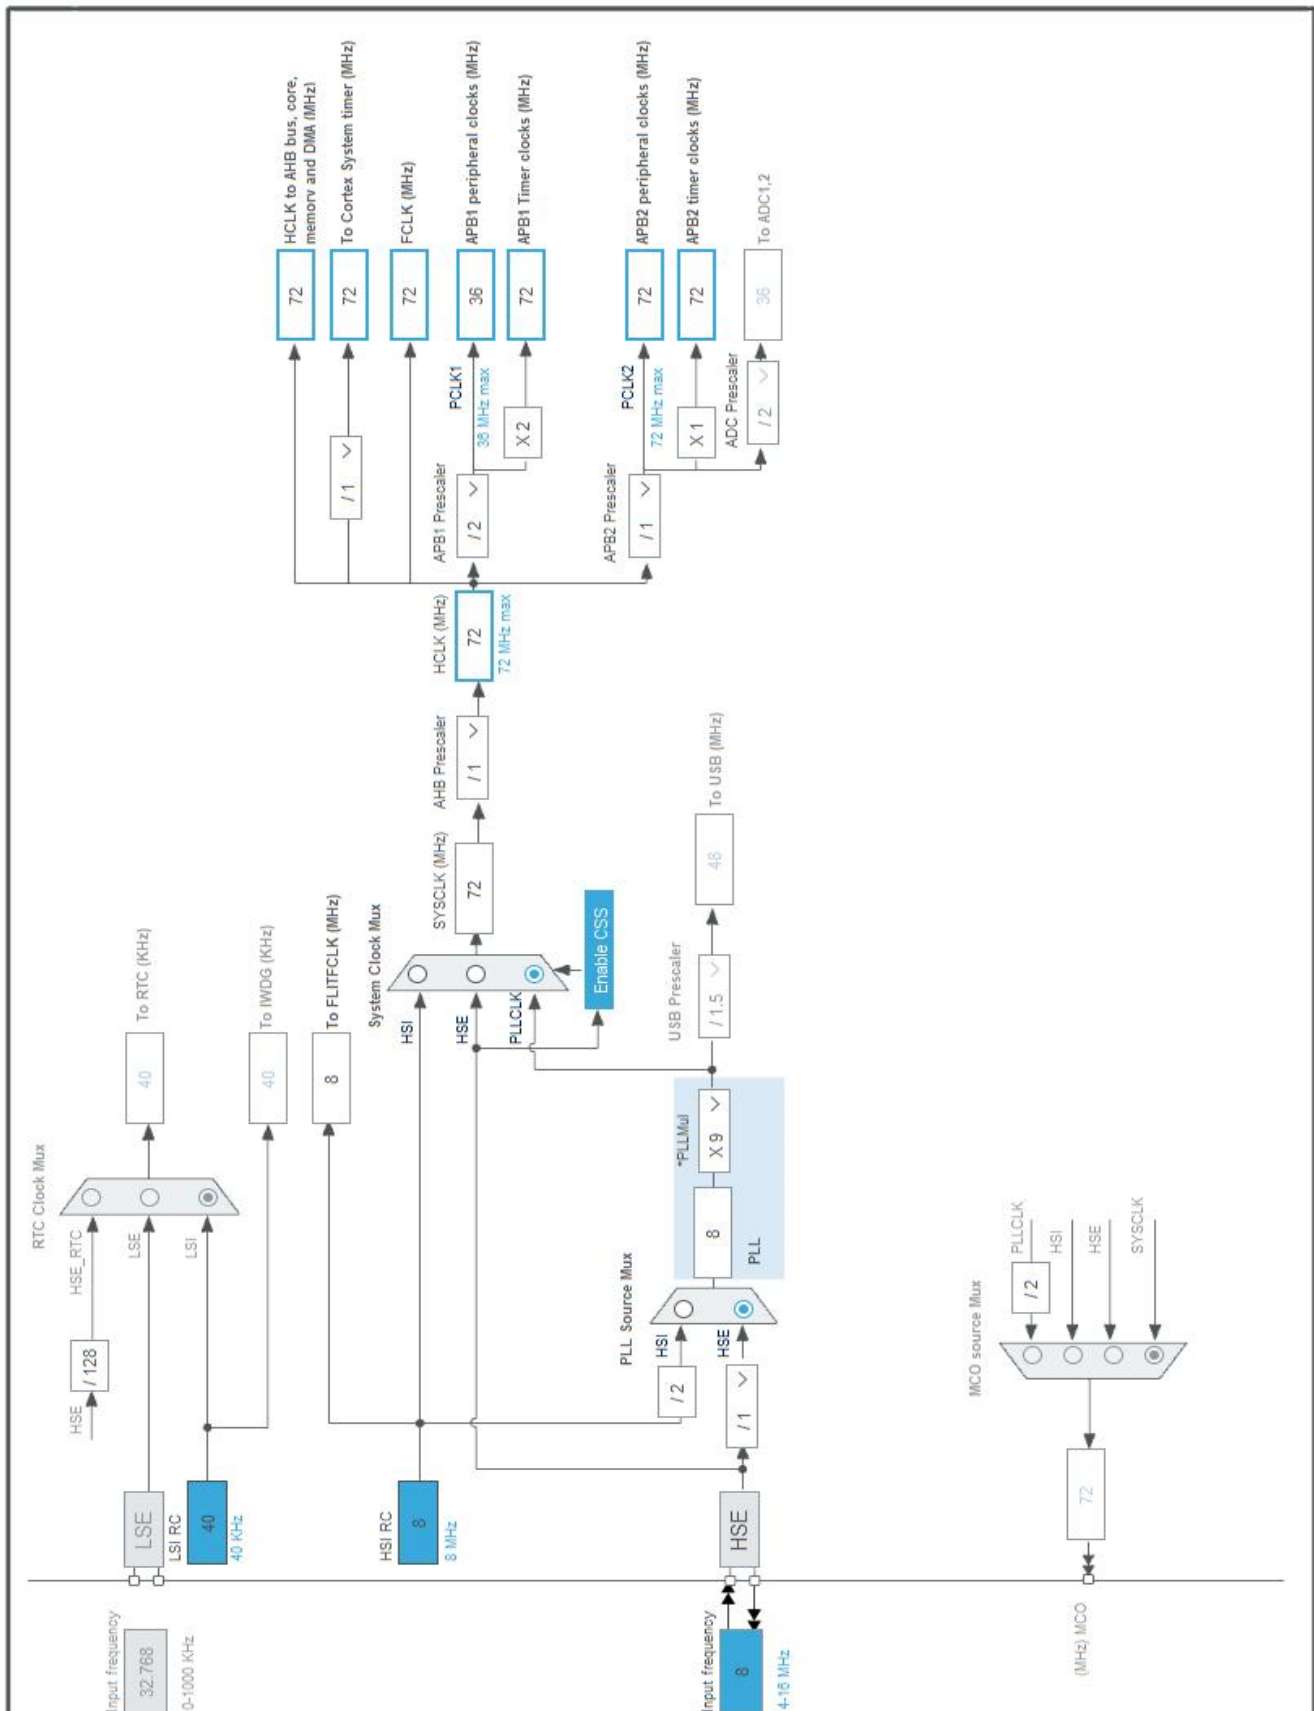 RTC Clock Mux
HSE
/ 128
HSE_RTC
Input frequency
32.768
0-1000 KHz
LSE
LSE
To RTC (KHz)
40
LSI RC
40
40 KHz
LSI
40
To IWDG (KHz)
8
To FLITFCLK (MHz)
HSI RC
8
8 MHz
System Clock Mux
HSI
HSE
PLLCLK
Enable CSS
SYSCLK (MHz)
72
AHB Prescaler
/ 1
HCLK (MHz)
72
72 MHz max
72
HCLK to AHB bus, core,
memory and DMA (MHz)
/ 1
72
To Cortex System timer (MHz)
72
FCLK (MHz)
APB1 Prescaler
/ 2
PCLK1
36 MHz max
36
APB1 peripheral clocks (MHz)
X 2
72
APB1 Timer clocks (MHz)
APB2 Prescaler
/ 1
PCLK2
72 MHz max
72
APB2 peripheral clocks (MHz)
X 1
72
APB2 timer clocks (MHz)
ADC Prescaler
/ 2
36
To ADC1,2
PLL Source Mux
HSI
/ 2
HSE
/ 1
Input frequency
8
4-16 MHz
HSE
8
*PLLMul
X 9
PLL
USB Prescaler
/ 1.5
48
To USB (MHz)
MCO source Mux
PLLCLK
/ 2
HSI
HSE
SYSCLK
72
(MHz) MCO